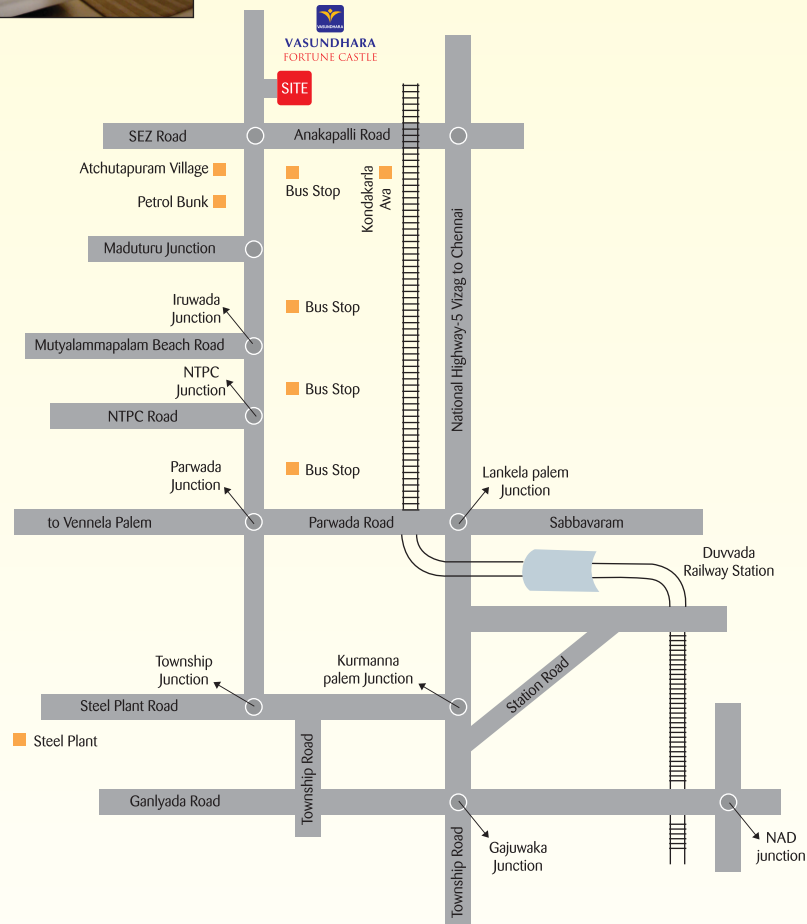 VASUNDHARA
VASUNDHARA
FORTUNE CASTLE
SITE
SEZ Road
Anakapalli Road
Atchutapuram Village
Petrol Bunk
Bus Stop
Kondakarla
Ava
National Highway-5 Vizag to Chennai
Maduturu Junction
Iruwada
Junction
Bus Stop
Mutyalammapalam Beach Road
NTPC
Junction
Bus Stop
NTPC Road
Parwada
Junction
Bus Stop
Lankela palem
Junction
to Vennela Palem
Parwada Road
Sabbavaram
Duvvada
Railway Station
Township
Junction
Kurmanna
palem Junction
Station Road
Steel Plant Road
Steel Plant
Township Road
Ganlyada Road
Gajuwaka
Junction
Township Road
NAD
junction